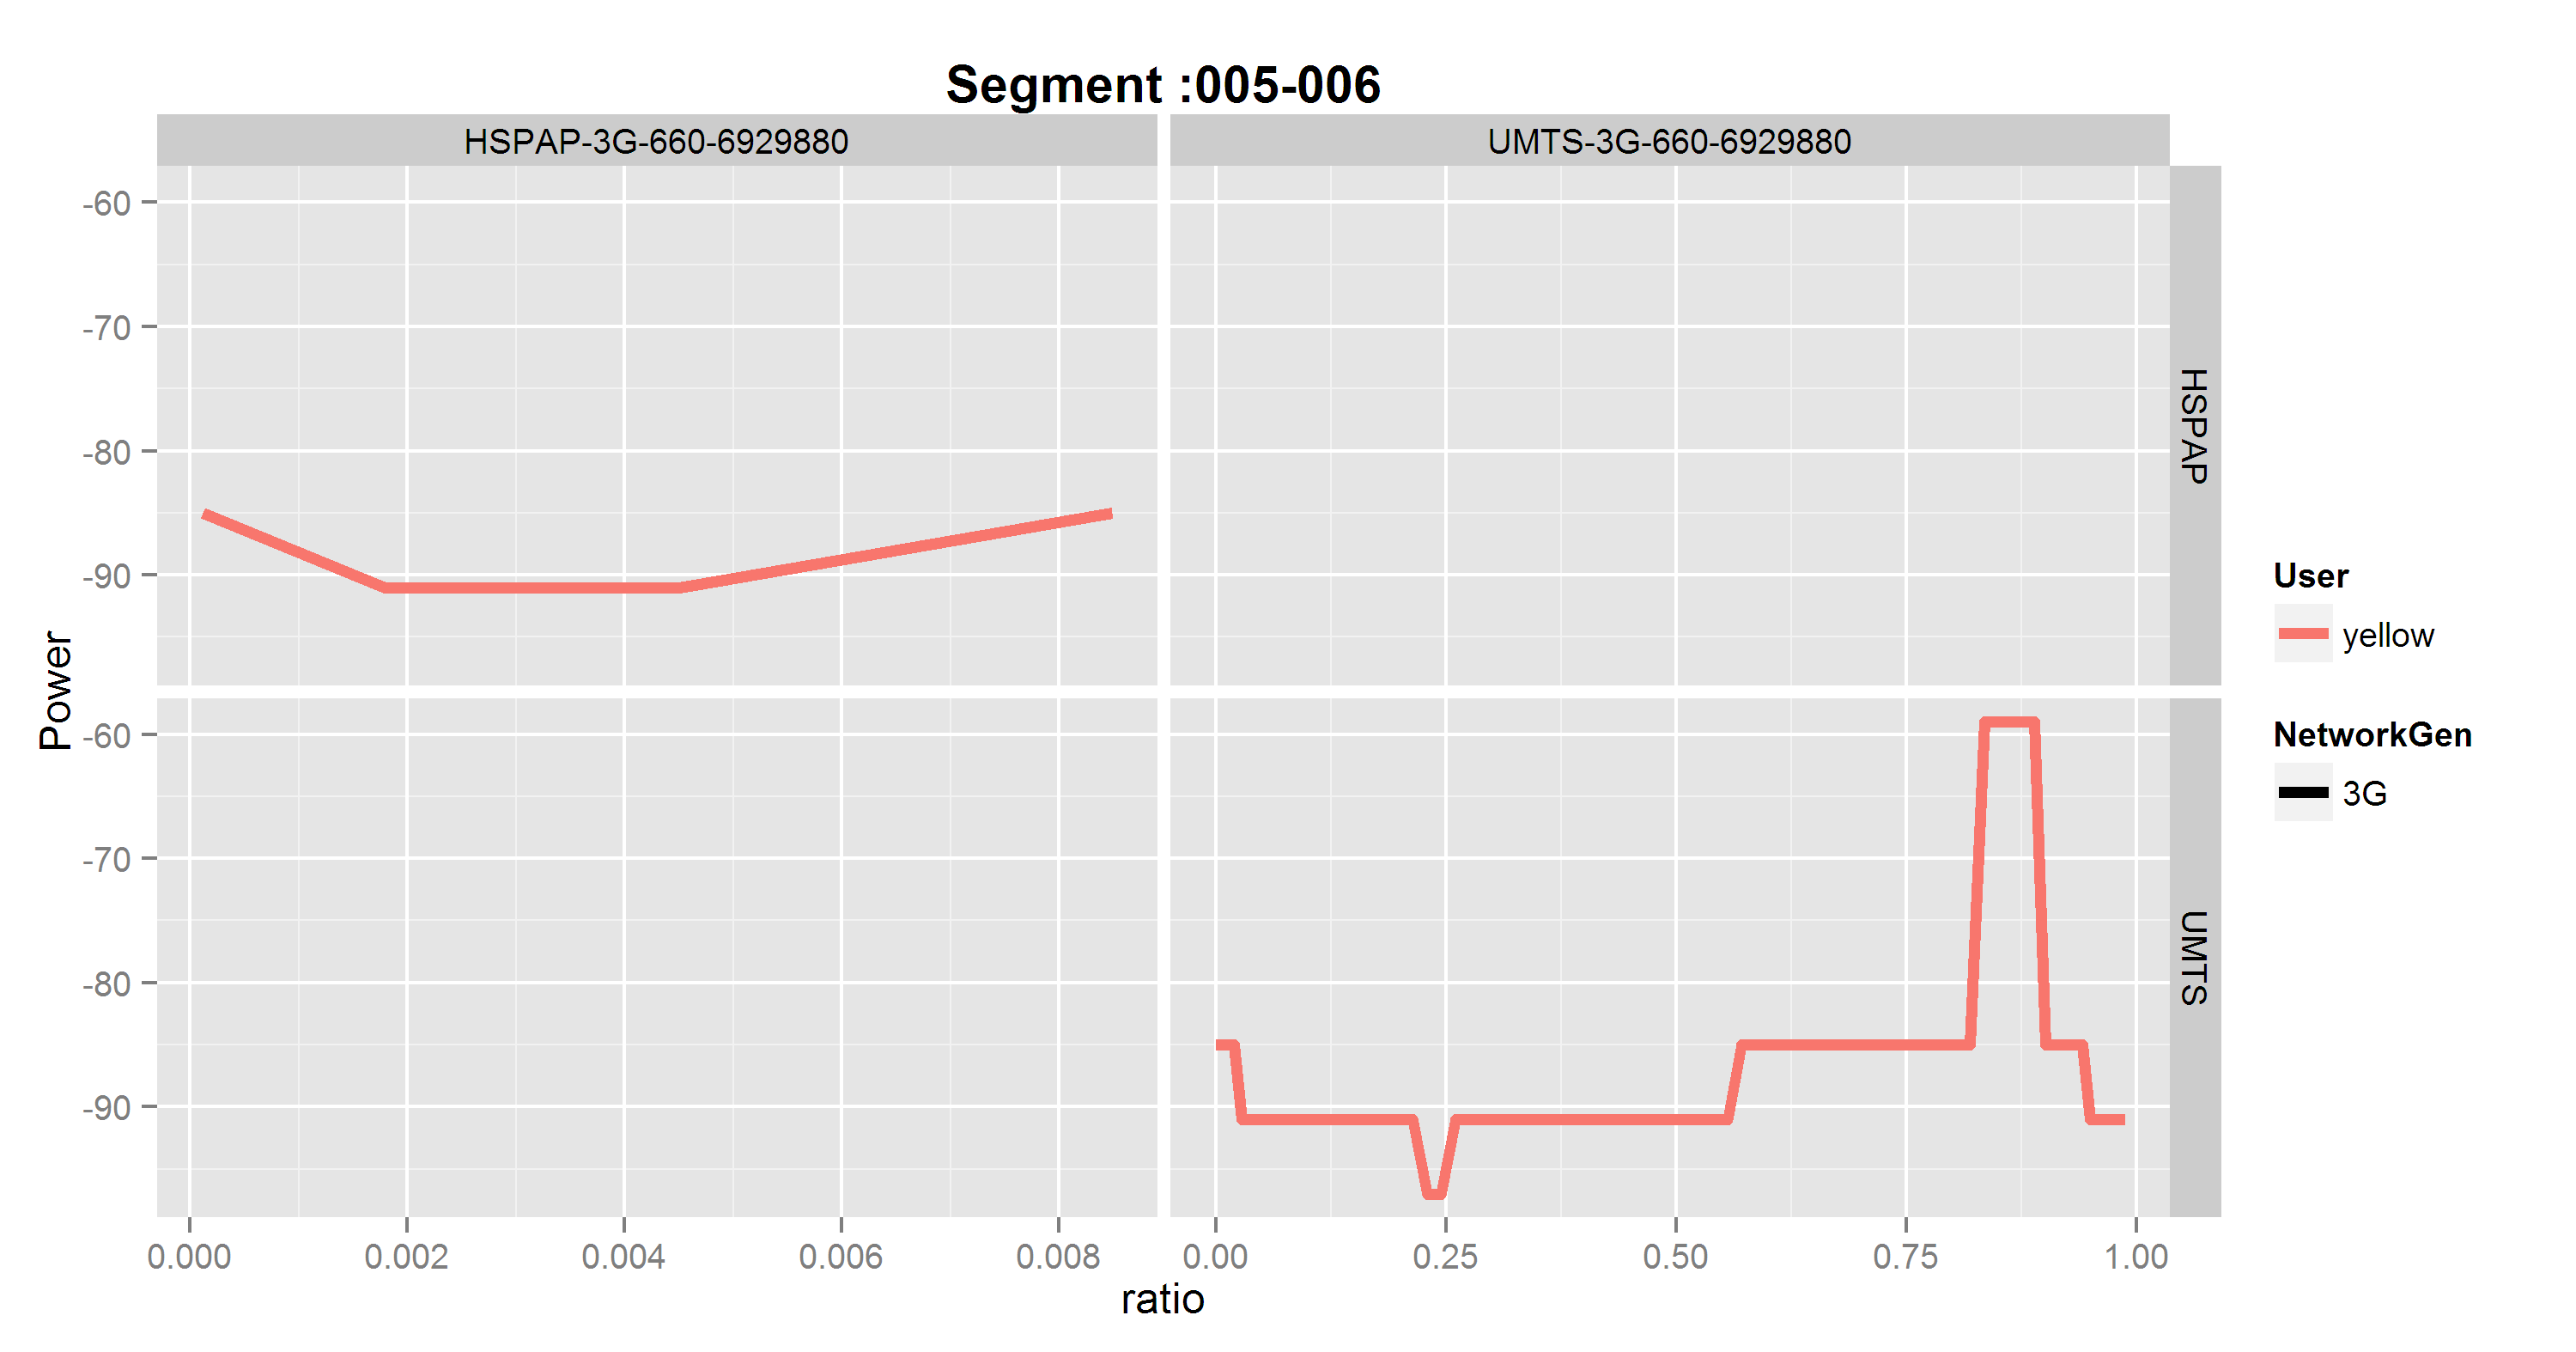 Segment :005-006
HSPAP-3G-660-6929880
UMTS-3G-660-6929880
-60
-70
-80
-90
HSPAP
-60
-70
-80
-90
UMTS
Power
0.000
0.002
0.004
0.006
0.008
0.00
0.25
0.50
0.75
1.00
ratio
User
yellow
NetworkGen
3G